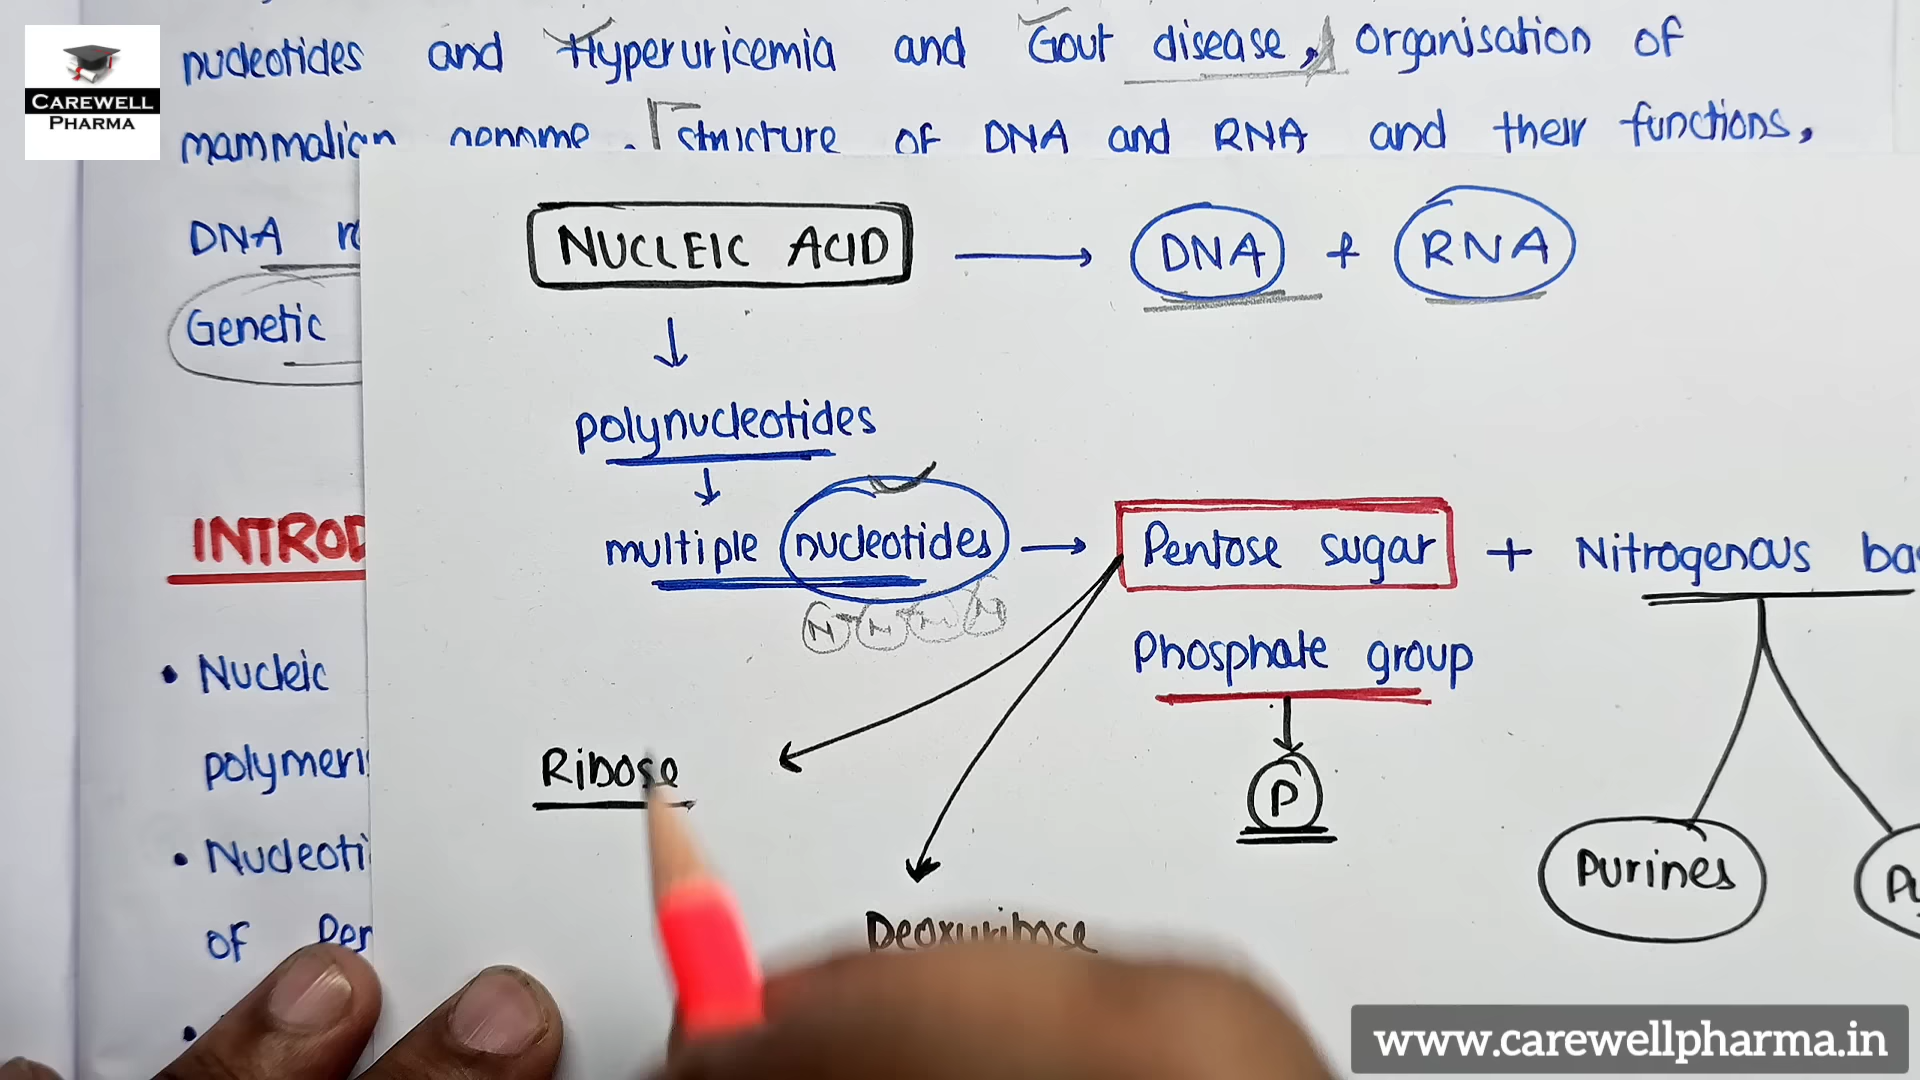 CAREWELL
PHARMA
nucleotides and Hyperuricemia and Gout disease, organisation of
mammalian genome, structure of DNA and RNA and their functions,
DNA
Genetic
NUCLEIC ACID → DNA + RNA
↓
polynucleotides
↓
INTROD
multiple nucleotides → Pentose sugar + Nitrogenous ba
N N N N
Phosphate group
Nucleic
Ribose
P
polymeris
Purines
Nucleoti
Deoxyribose
of Pen
www.carewellpharma.in